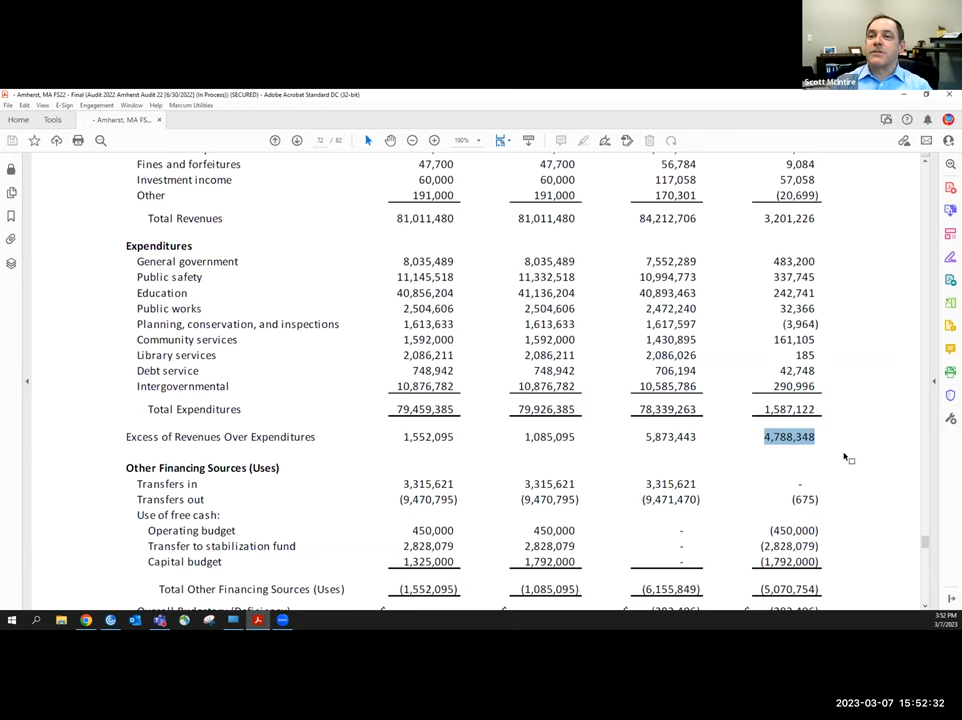 Scott McIntire
- Amherst, MA FS22 - Final (Audit 2022 Amherst Audit 22 [6/30/2022] (In Process)) (SECURED) - Adobe Acrobat Standard DC (32-bit)
File Edit View E-Sign Engagement Window Help Marcum Utilities
Home Tools - Amherst, MA FS...
72 / 82 190%
Fines and forfeitures 47,700 47,700 56,784 9,084
Investment income 60,000 60,000 117,058 57,058
Other 191,000 191,000 170,301 (20,699)
Total Revenues 81,011,480 81,011,480 84,212,706 3,201,226
Expenditures
General government 8,035,489 8,035,489 7,552,289 483,200
Public safety 11,145,518 11,332,518 10,994,773 337,745
Education 40,856,204 41,136,204 40,893,463 242,741
Public works 2,504,606 2,504,606 2,472,240 32,366
Planning, conservation, and inspections 1,613,633 1,613,633 1,617,597 (3,964)
Community services 1,592,000 1,592,000 1,430,895 161,105
Library services 2,086,211 2,086,211 2,086,026 185
Debt service 748,942 748,942 706,194 42,748
Intergovernmental 10,876,782 10,876,782 10,585,786 290,996
Total Expenditures 79,459,385 79,926,385 78,339,263 1,587,122
Excess of Revenues Over Expenditures 1,552,095 1,085,095 5,873,443 4,788,348
Other Financing Sources (Uses)
Transfers in 3,315,621 3,315,621 3,315,621 -
Transfers out (9,470,795) (9,470,795) (9,471,470) (675)
Use of free cash:
Operating budget 450,000 450,000 - (450,000)
Transfer to stabilization fund 2,828,079 2,828,079 - (2,828,079)
Capital budget 1,325,000 1,792,000 - (1,792,000)
Total Other Financing Sources (Uses) (1,552,095) (1,085,095) (6,155,849) (5,070,754)
3:52 PM
3/7/2023
2023-03-07 15:52:32